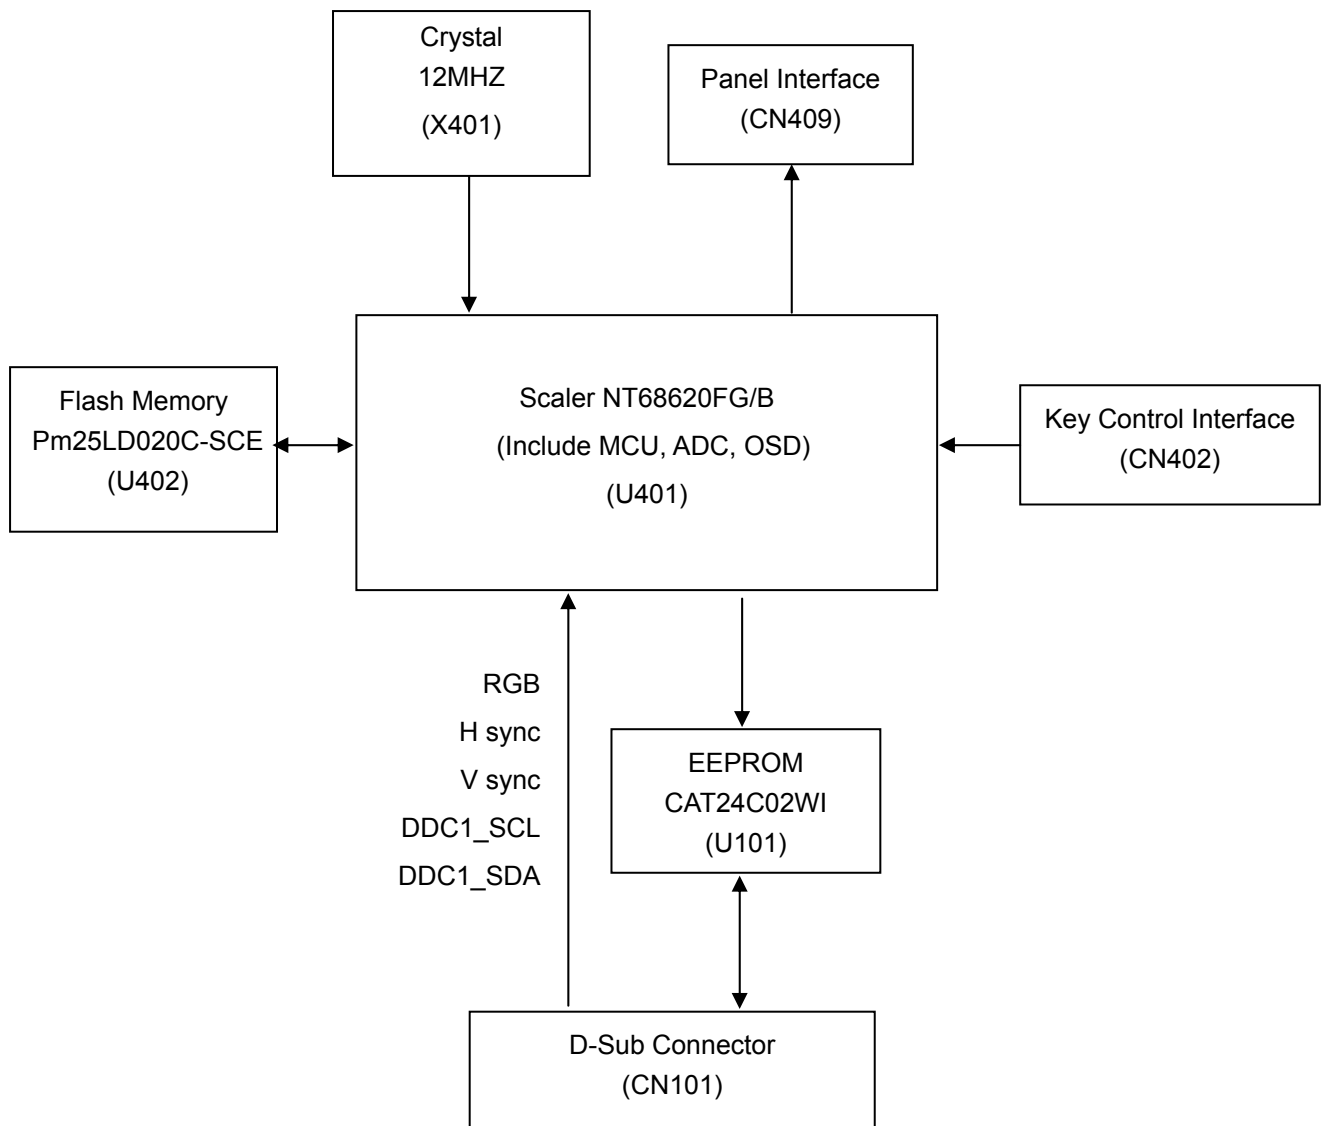 Crystal
12MHZ
(X401)
Panel Interface
(CN409)
Flash Memory
Pm25LD020C-SCE
(U402)
Scaler NT68620FG/B
(Include MCU, ADC, OSD)
(U401)
Key Control Interface
(CN402)
RGB
H sync
V sync
DDC1_SCL
DDC1_SDA
EEPROM
CAT24C02WI
(U101)
D-Sub Connector
(CN101)